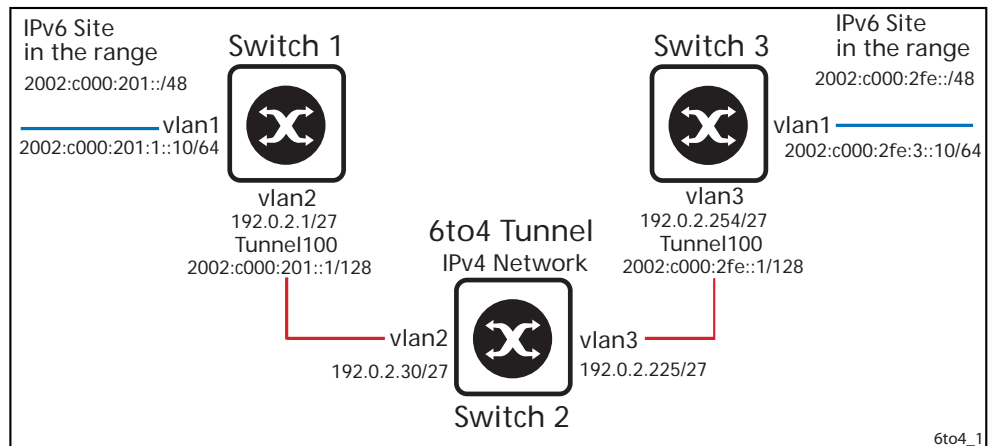 IPv6 Site
in the range
2002:c000:201::/48
Switch 1
vlan1
2002:c000:201:1::10/64
vlan2
192.0.2.1/27
Tunnel100
2002:c000:201::1/128
Switch 3
IPv6 Site
in the range
2002:c000:2fe::/48
vlan1
2002:c000:2fe:3::10/64
vlan3
192.0.2.254/27
Tunnel100
2002:c000:2fe::1/128
6to4 Tunnel
IPv4 Network
vlan2
192.0.2.30/27
vlan3
192.0.2.225/27
Switch 2
6to4_1